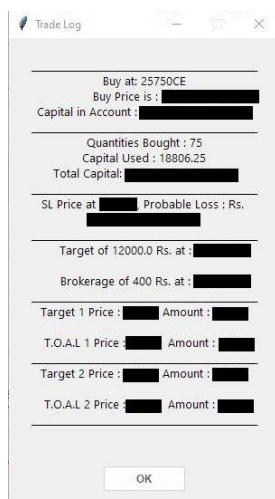 Trade Log
Buy at: 25750CE
Buy Price is :
Capital in Account :
Quantities Bought : 75
Capital Used : 18806.25
Total Capital:
SL Price at , Probable Loss : Rs.
Target of 12000.0 Rs. at :
Brokerage of 400 Rs. at :
Target 1 Price : Amount :
T.O.A.L 1 Price : Amount :
Target 2 Price : Amount :
T.O.A.L 2 Price : Amount :
OK